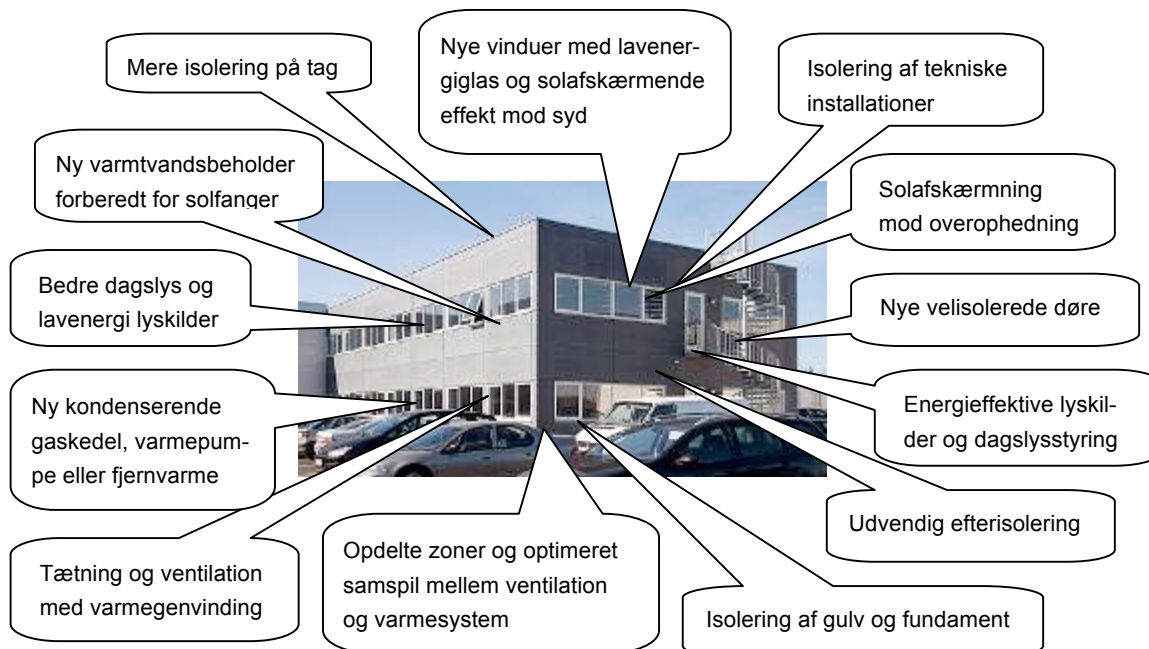 Mere isolering på tag
Nye vinduer med lavener-
giglas og solafskærmende
effekt mod syd
Isolering af tekniske
installationer
Ny varmtvandsbeholder
forberedt for solfanger
Solafskærmning
mod overophedning
Bedre dagslys og
lavenergi lyskilder
Nye velisolerede døre
Ny kondenserende
gaskedel, varmepum-
pe eller fjernvarme
Energieffektive lyskil-
der og dagslysstyring
Udvendig efterisolering
Tætning og ventilation
med varmegenvinding
Opdelte zoner og optimeret
samspil mellem ventilation
og varmesystem
Isolering af gulv og fundament